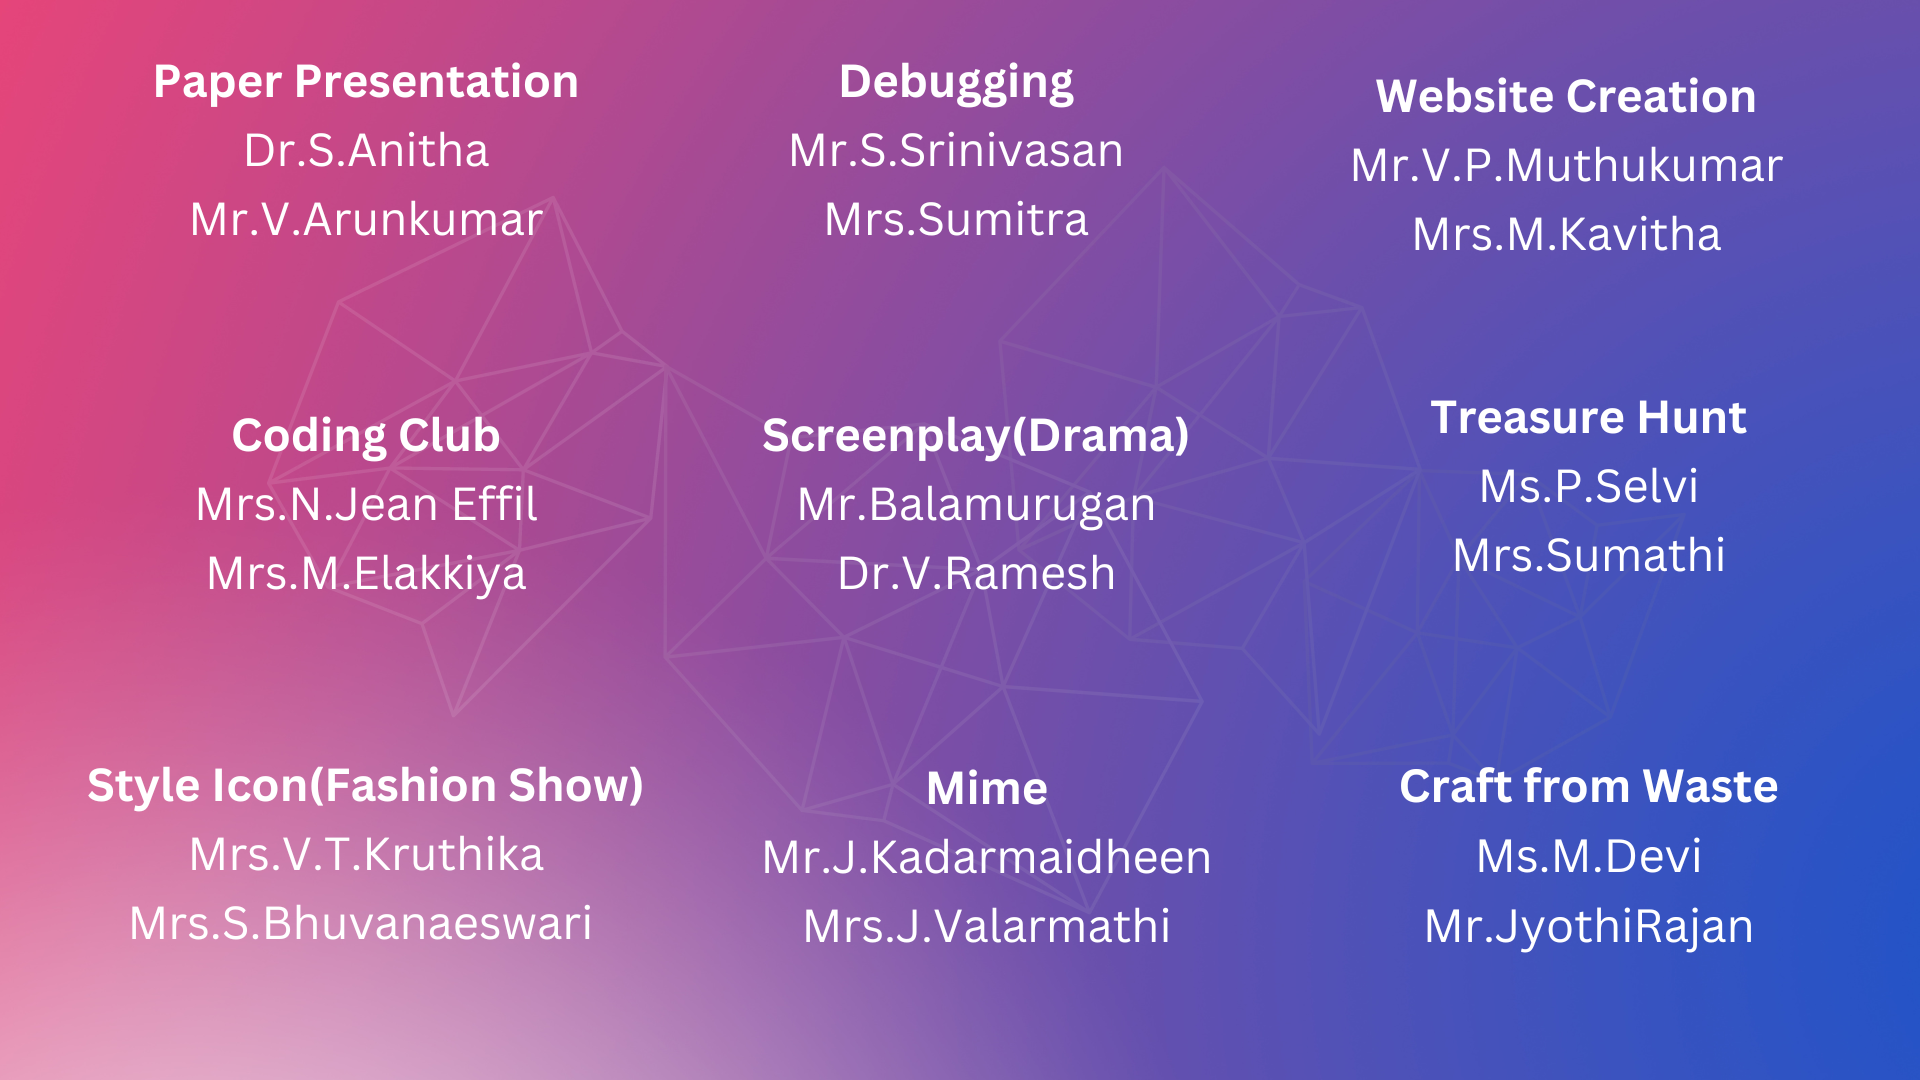 Paper Presentation
Dr.S.Anitha
Mr.V.Arunkumar
Debugging
Mr.S.Srinivasan
Mrs.Sumitra
Website Creation
Mr.V.P.Muthukumar
Mrs.M.Kavitha
Coding Club
Mrs.N.Jean Effil
Mrs.M.Elakkiya
Screenplay(Drama)
Mr.Balamurugan
Dr.V.Ramesh
Treasure Hunt
Ms.P.Selvi
Mrs.Sumathi
Style Icon(Fashion Show)
Mrs.V.T.Kruthika
Mrs.S.Bhuvanaeswari
Mime
Mr.J.Kadarmaidheen
Mrs.J.Valarmathi
Craft from Waste
Ms.M.Devi
Mr.JyothiRajan